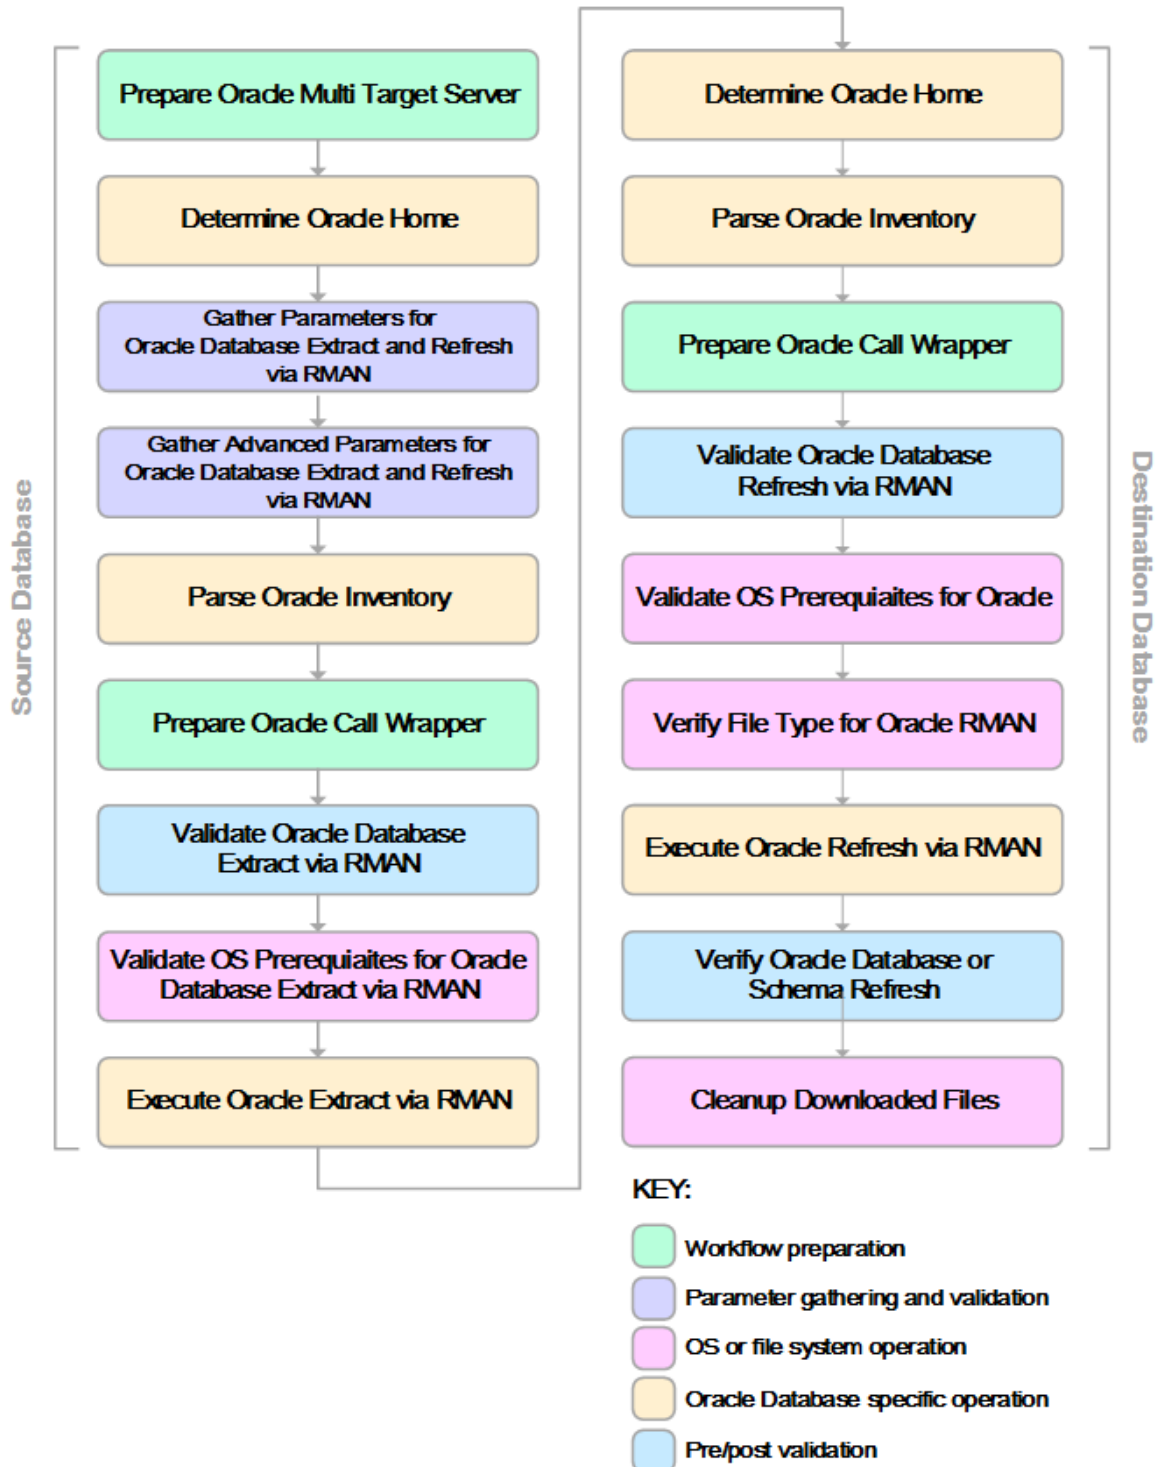 Source Database
Prepare Oracle Multi Target Server
Determine Oracle Home
Gather Parameters for
Oracle Database Extract and Refresh
via RMAN
Gather Advanced Parameters for
Oracle Database Extract and Refresh
via RMAN
Parse Oracle Inventory
Prepare Oracle Call Wrapper
Validate Oracle Database
Extract via RMAN
Validate OS Prerequiaites for Oracle
Database Extract via RMAN
Execute Oracle Extract via RMAN
Determine Oracle Home
Parse Oracle Inventory
Prepare Oracle Call Wrapper
Validate Oracle Database
Refresh via RMAN
Validate OS Prerequiaites for Oracle
Verify File Type for Oracle RMAN
Execute Oracle Refresh via RMAN
Verify Oracle Database or
Schema Refresh
Cleanup Downloaded Files
Destination Database
KEY:
Workflow preparation
Parameter gathering and validation
OS or file system operation
Oracle Database specific operation
Pre/post validation